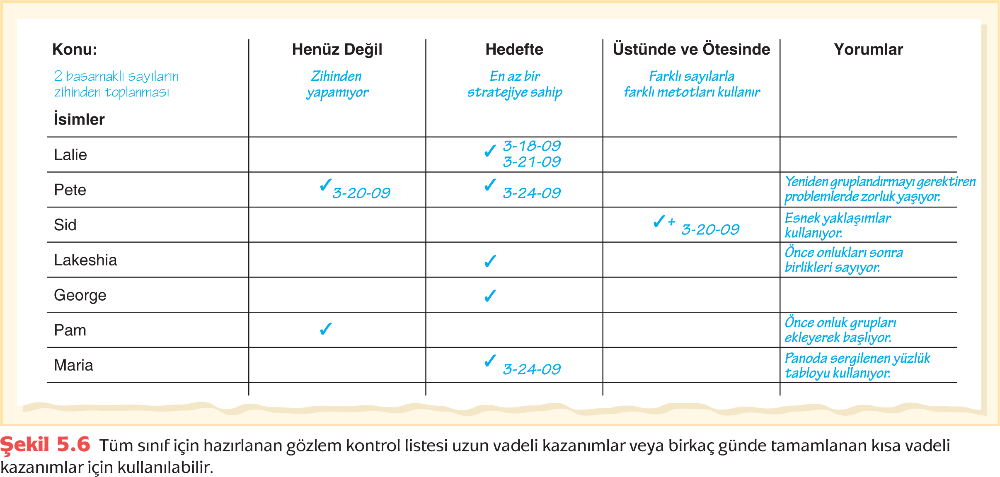 Konu: Henüz Değil Hedefte Üstünde ve Ötesinde Yorumlar
2 basamaklı sayıların Zihinden En az bir Farklı sayılarla
zihinden toplanması yapamıyor stratejiye sahip farklı metotları kullanır
İsimler
Lalie ✓ 3-18-09
3-21-09
Pete ✓ 3-20-09 ✓ 3-24-09 Yeniden gruplandırmayı gerektiren
problemlerde zorluk yaşıyor.
Sid ✓+ 3-20-09 Esnek yaklaşımlar
kullanıyor.
Lakeshia ✓ Önce onlukları sonra
birlikleri sayıyor.
George ✓
Pam ✓ Önce onluk grupları
ekleyerek başlıyor.
Maria ✓ 3-24-09 Panoda sergilenen yüzlük
tabloyu kullanıyor.
Şekil 5.6 Tüm sınıf için hazırlanan gözlem kontrol listesi uzun vadeli kazanımlar veya birkaç günde tamamlanan kısa vadeli
kazanımlar için kullanılabilir.